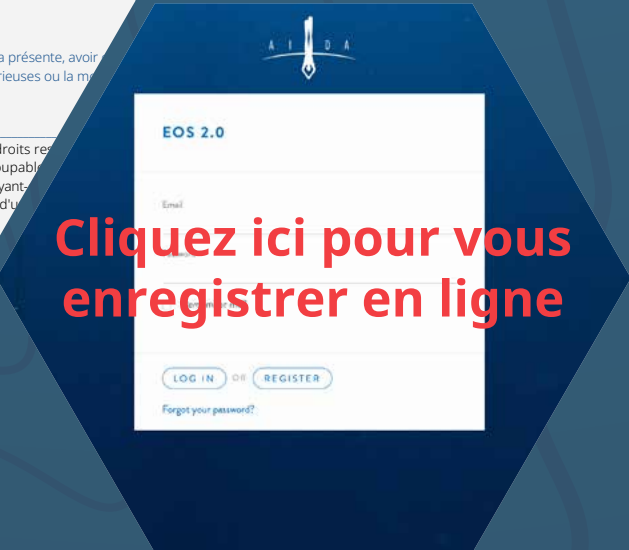 a présente, avoir
rieuses ou la
droits res
oupable
yant-
d'u
A I D A
EOS 2.0
Email
Cliquez ici pour vous
enregistrer en ligne
LOG IN OR REGISTER
Forgot your password?